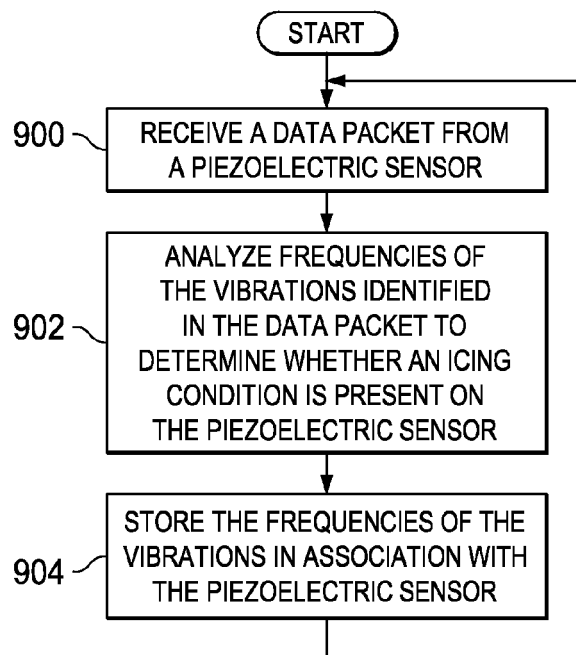 START
900
RECEIVE A DATA PACKET FROM
A PIEZOELECTRIC SENSOR
902
ANALYZE FREQUENCIES OF
THE VIBRATIONS IDENTIFIED
IN THE DATA PACKET TO
DETERMINE WHETHER AN ICING
CONDITION IS PRESENT ON
THE PIEZOELECTRIC SENSOR
904
STORE THE FREQUENCIES OF THE
VIBRATIONS IN ASSOCIATION WITH
THE PIEZOELECTRIC SENSOR